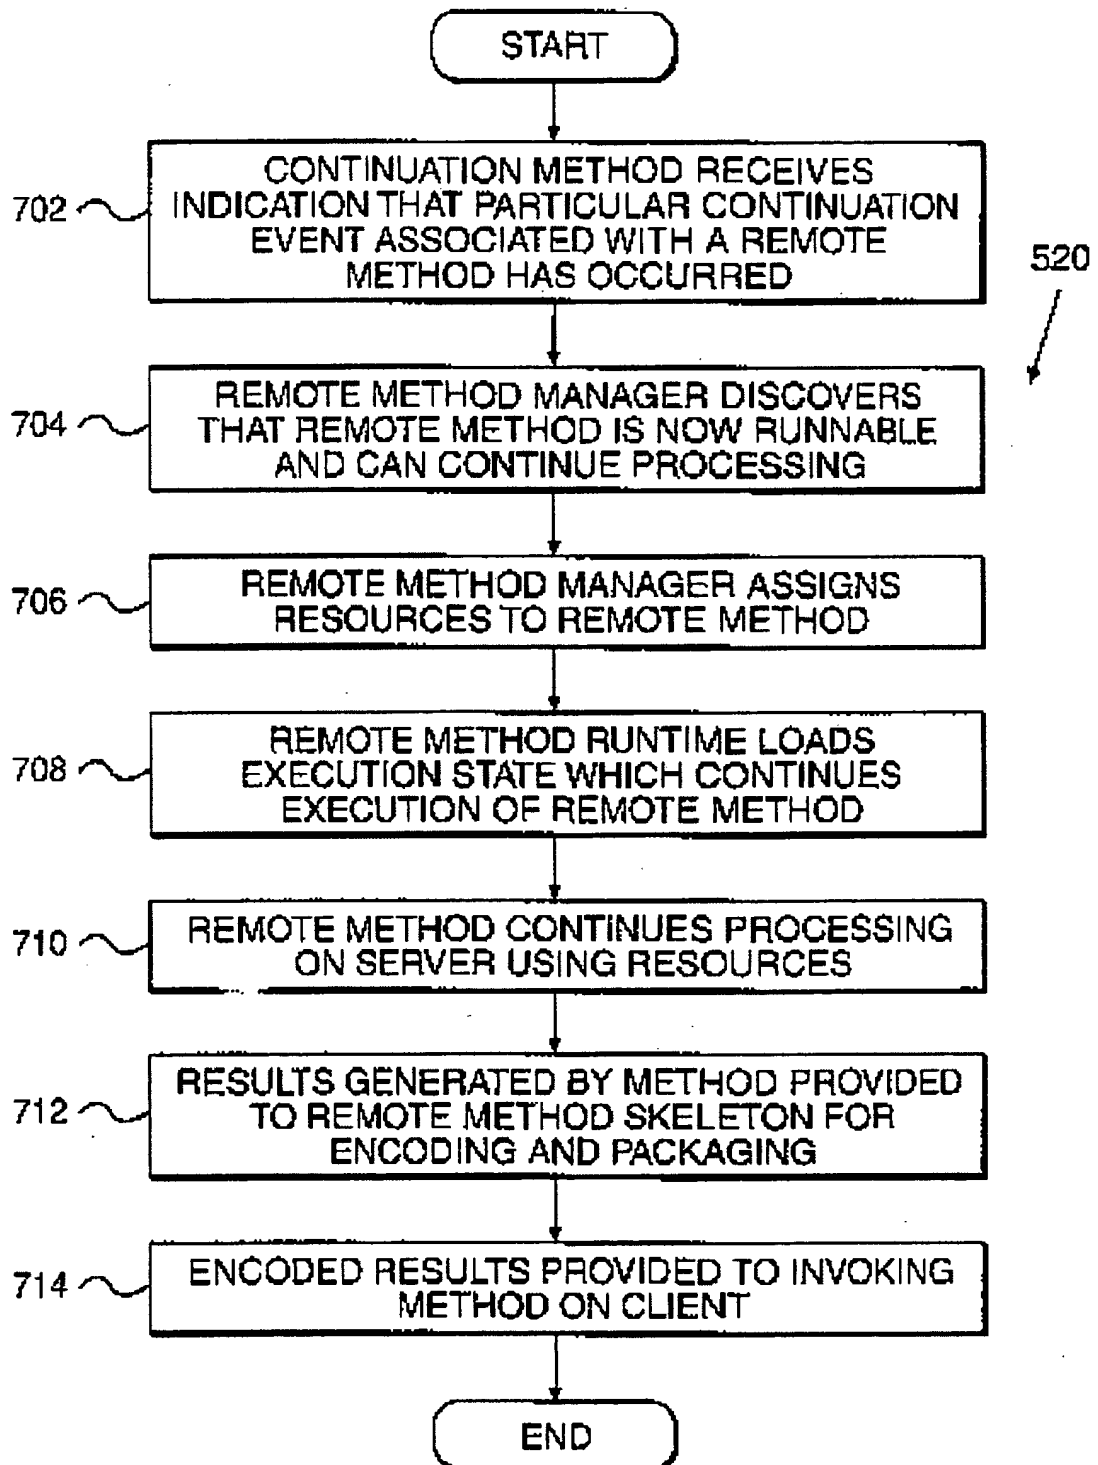 START
702
CONTINUATION METHOD RECEIVES
INDICATION THAT PARTICULAR CONTINUATION
EVENT ASSOCIATED WITH A REMOTE
METHOD HAS OCCURRED
520
704
REMOTE METHOD MANAGER DISCOVERS
THAT REMOTE METHOD IS NOW RUNNABLE
AND CAN CONTINUE PROCESSING
706
REMOTE METHOD MANAGER ASSIGNS
RESOURCES TO REMOTE METHOD
708
REMOTE METHOD RUNTIME LOADS
EXECUTION STATE WHICH CONTINUES
EXECUTION OF REMOTE METHOD
710
REMOTE METHOD CONTINUES PROCESSING
ON SERVER USING RESOURCES
712
RESULTS GENERATED BY METHOD PROVIDED
TO REMOTE METHOD SKELETON FOR
ENCODING AND PACKAGING
714
ENCODED RESULTS PROVIDED TO INVOKING
METHOD ON CLIENT
END